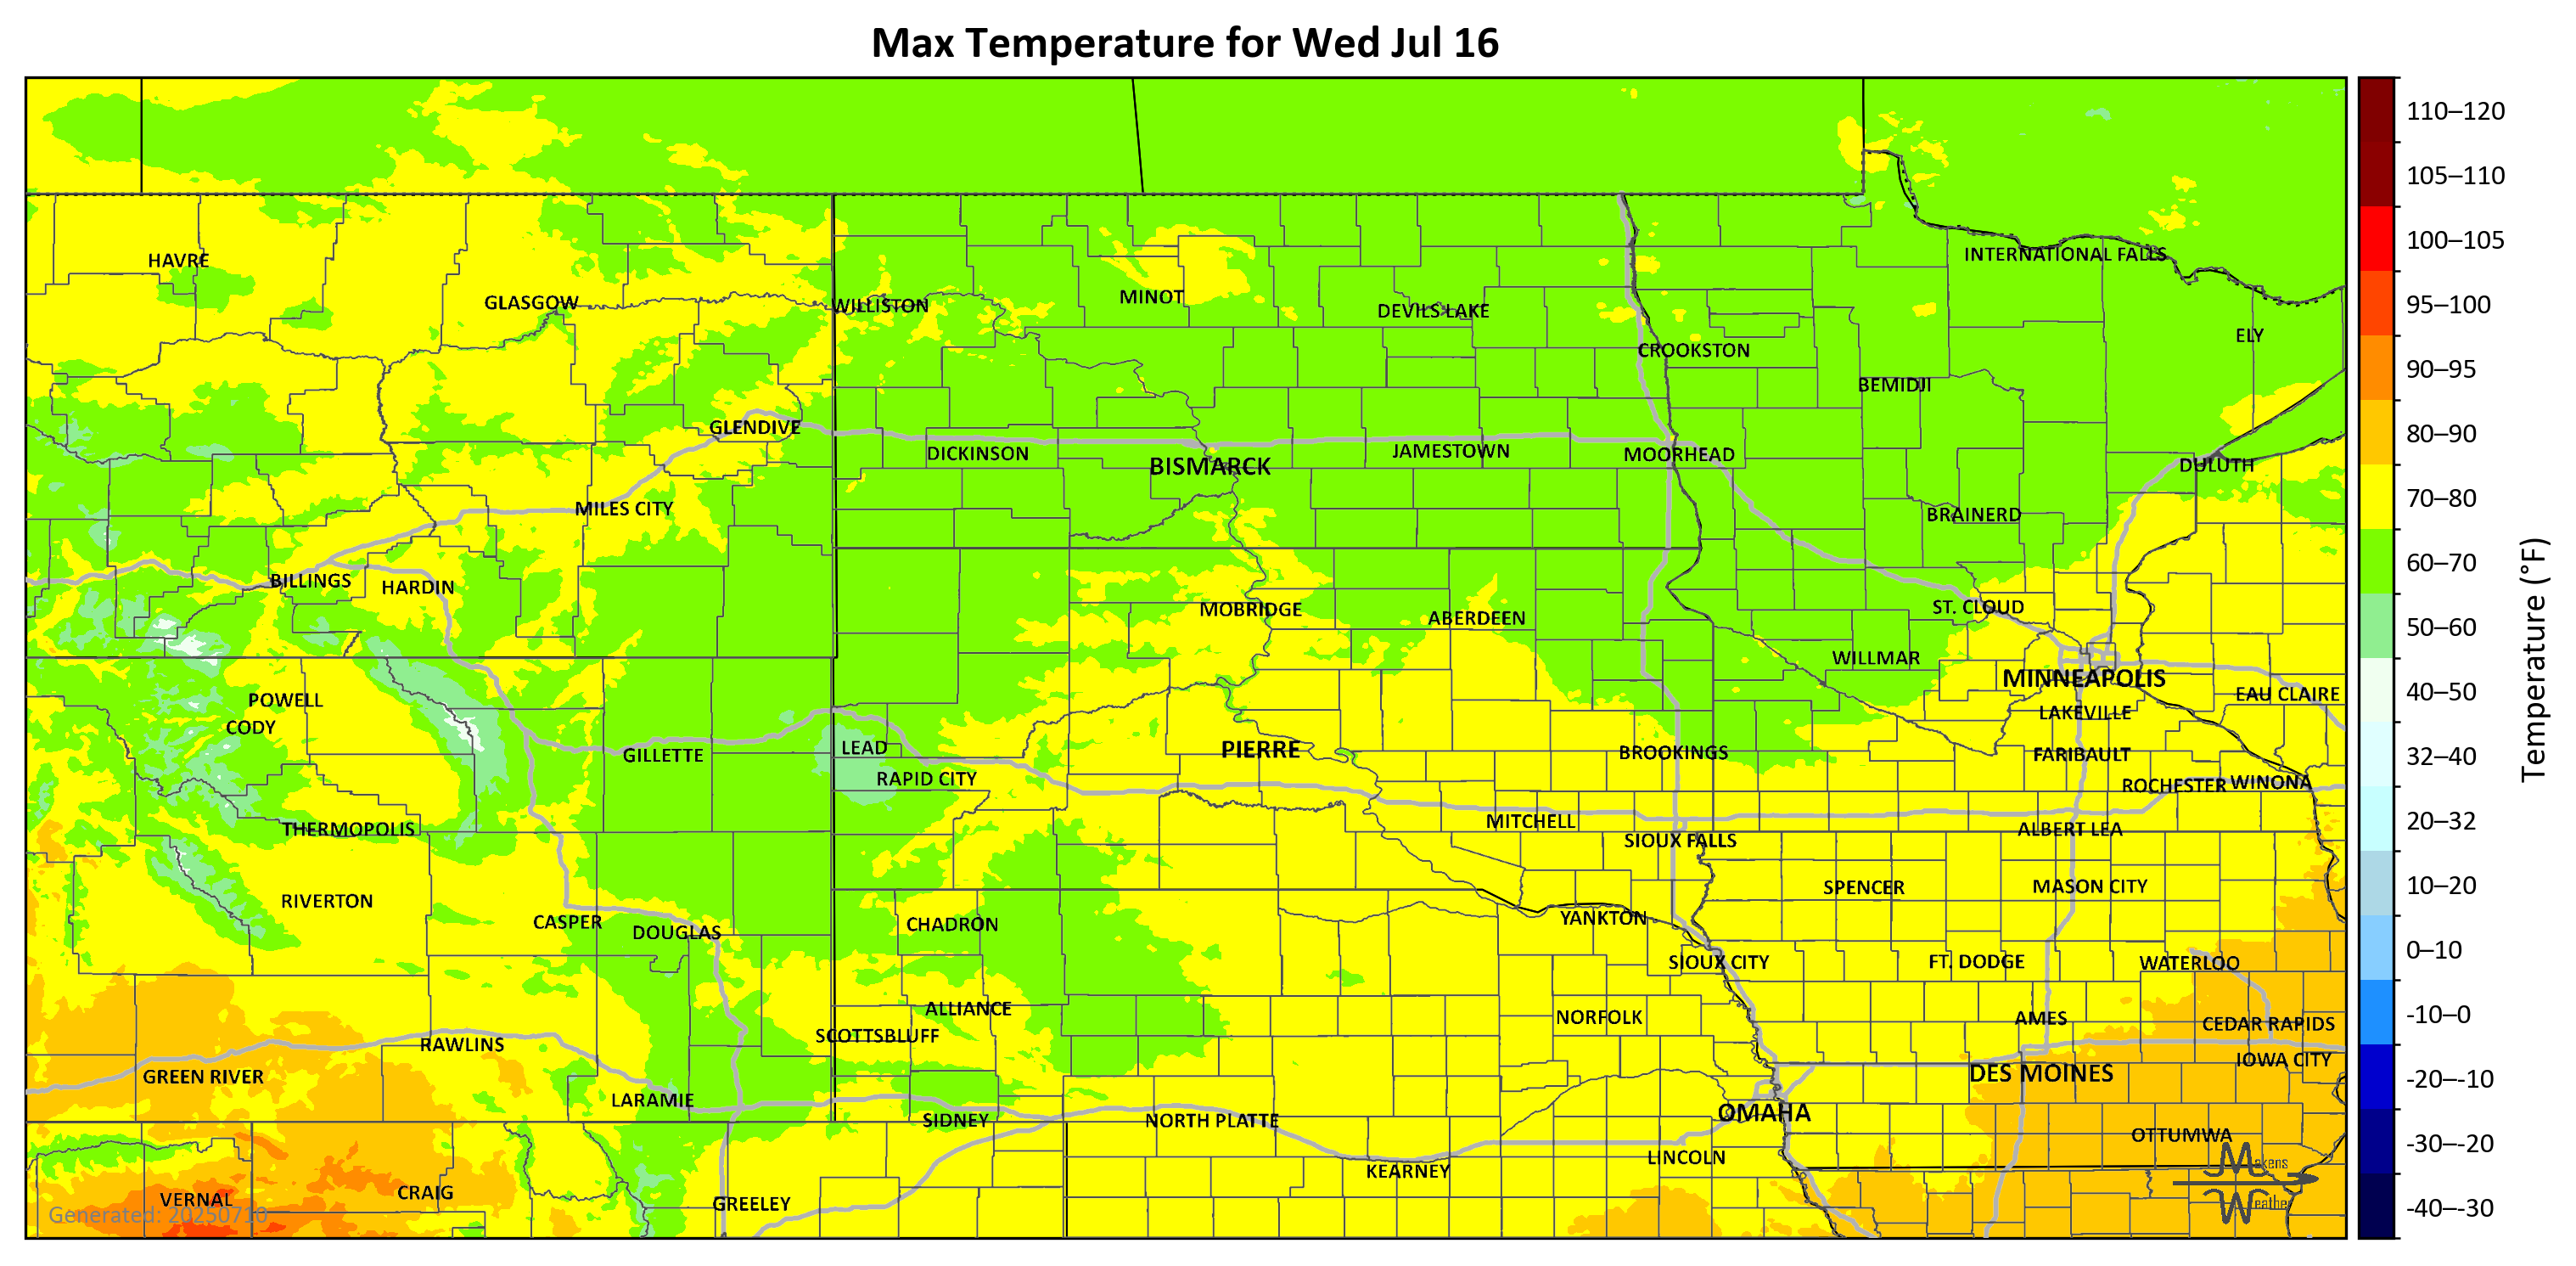 Max Temperature for Wed Jul 16
HAVRE
GLASGOW
WILLISTON
MINOT
DEVILS LAKE
CROOKSTON
INTERNATIONAL FALLS
ELY
BEMIDJI
GLENDIVE
DICKINSON
BISMARCK
JAMESTOWN
MOORHEAD
DULUTH
MILES CITY
BRAINERD
BILLINGS
HARDIN
MOBRIDGE
ABERDEEN
ST. CLOUD
WILLMAR
MINNEAPOLIS
EAU CLAIRE
LAKEVILLE
POWELL
CODY
GILLETTE
LEAD
RAPID CITY
PIERRE
BROOKINGS
FARIBAULT
ROCHESTER
WINONA
THERMOPOLIS
MITCHELL
SIOUX FALLS
ALBERT LEA
RIVERTON
CASPER
DOUGLAS
CHADRON
YANKTON
SPENCER
MASON CITY
SIOUX CITY
FT. DODGE
WATERLOO
ALLIANCE
SCOTTSBLUFF
NORFOLK
AMES
CEDAR RAPIDS
IOWA CITY
RAWLINS
GREEN RIVER
LARAMIE
SIDNEY
NORTH PLATTE
OMAHA
DES MOINES
OTTUMWA
KEARNEY
LINCOLN
VERNAL
CRAIG
GREELEY
Generated: 20250710
Makens
Weather
110–120
105–110
100–105
95–100
90–95
80–90
70–80
60–70
50–60
40–50
32–40
20–32
10–20
0–10
-10–0
-20–-10
-30–-20
-40–-30
Temperature (°F)